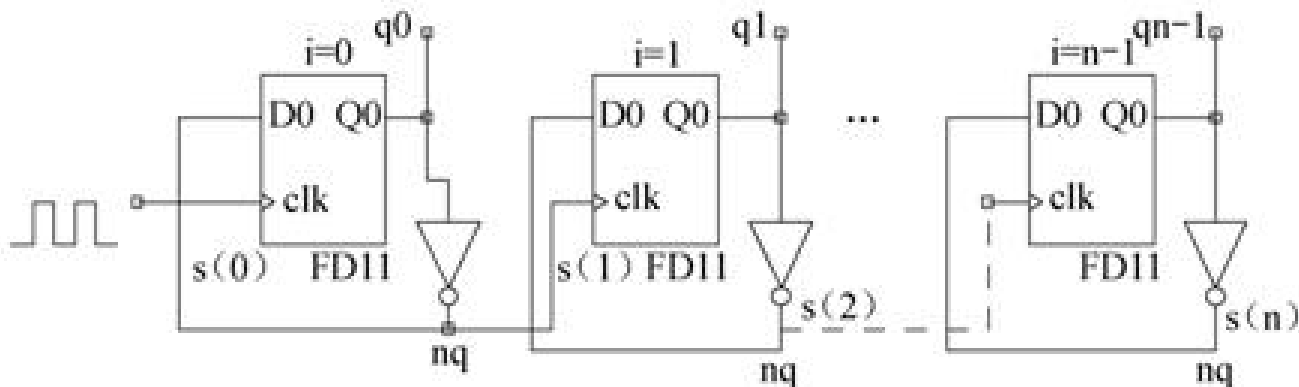 q0 q1 qn-1
i=0 i=1 i=n-1
D0 Q0 D0 Q0 ... D0 Q0
clk clk clk
s(0) FD11 s(1) FD11 FD11
s(2) s(n)
nq nq nq